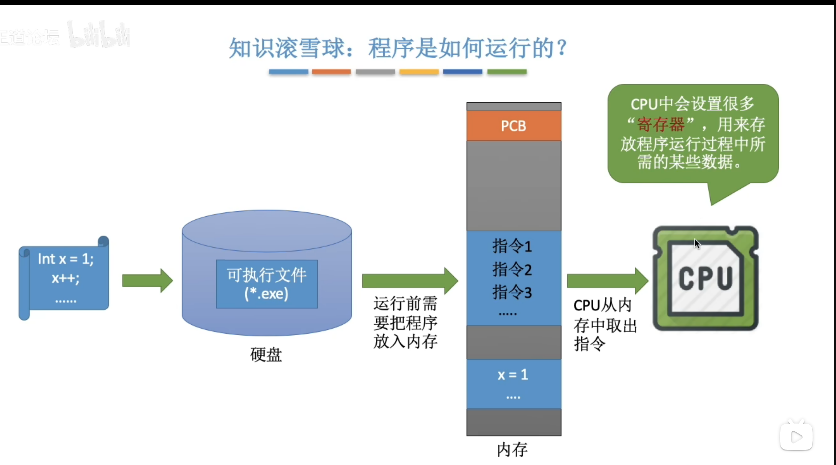 bilibili
知识滚雪球：程序是如何运行的？
CPU中会设置很多
“寄存器”，用来存
放程序运行过程中所
需的某些数据。
PCB
Int x = 1;
x++;
……
可执行文件
(*.exe)
硬盘
运行前需
要把程序
放入内存
指令1
指令2
指令3
…..
x = 1
….
内存
CPU从内
存中取出
指令
CPU